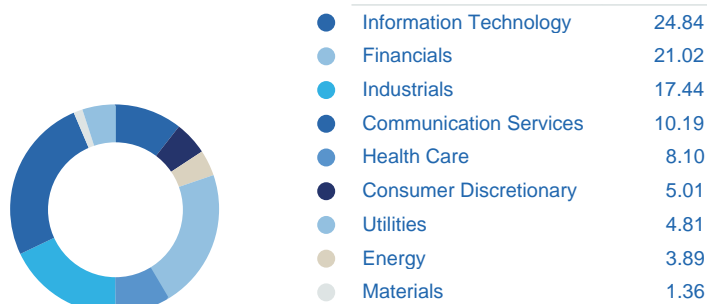 Information Technology 24.84
Financials 21.02
Industrials 17.44
Communication Services 10.19
Health Care 8.10
Consumer Discretionary 5.01
Utilities 4.81
Energy 3.89
Materials 1.36